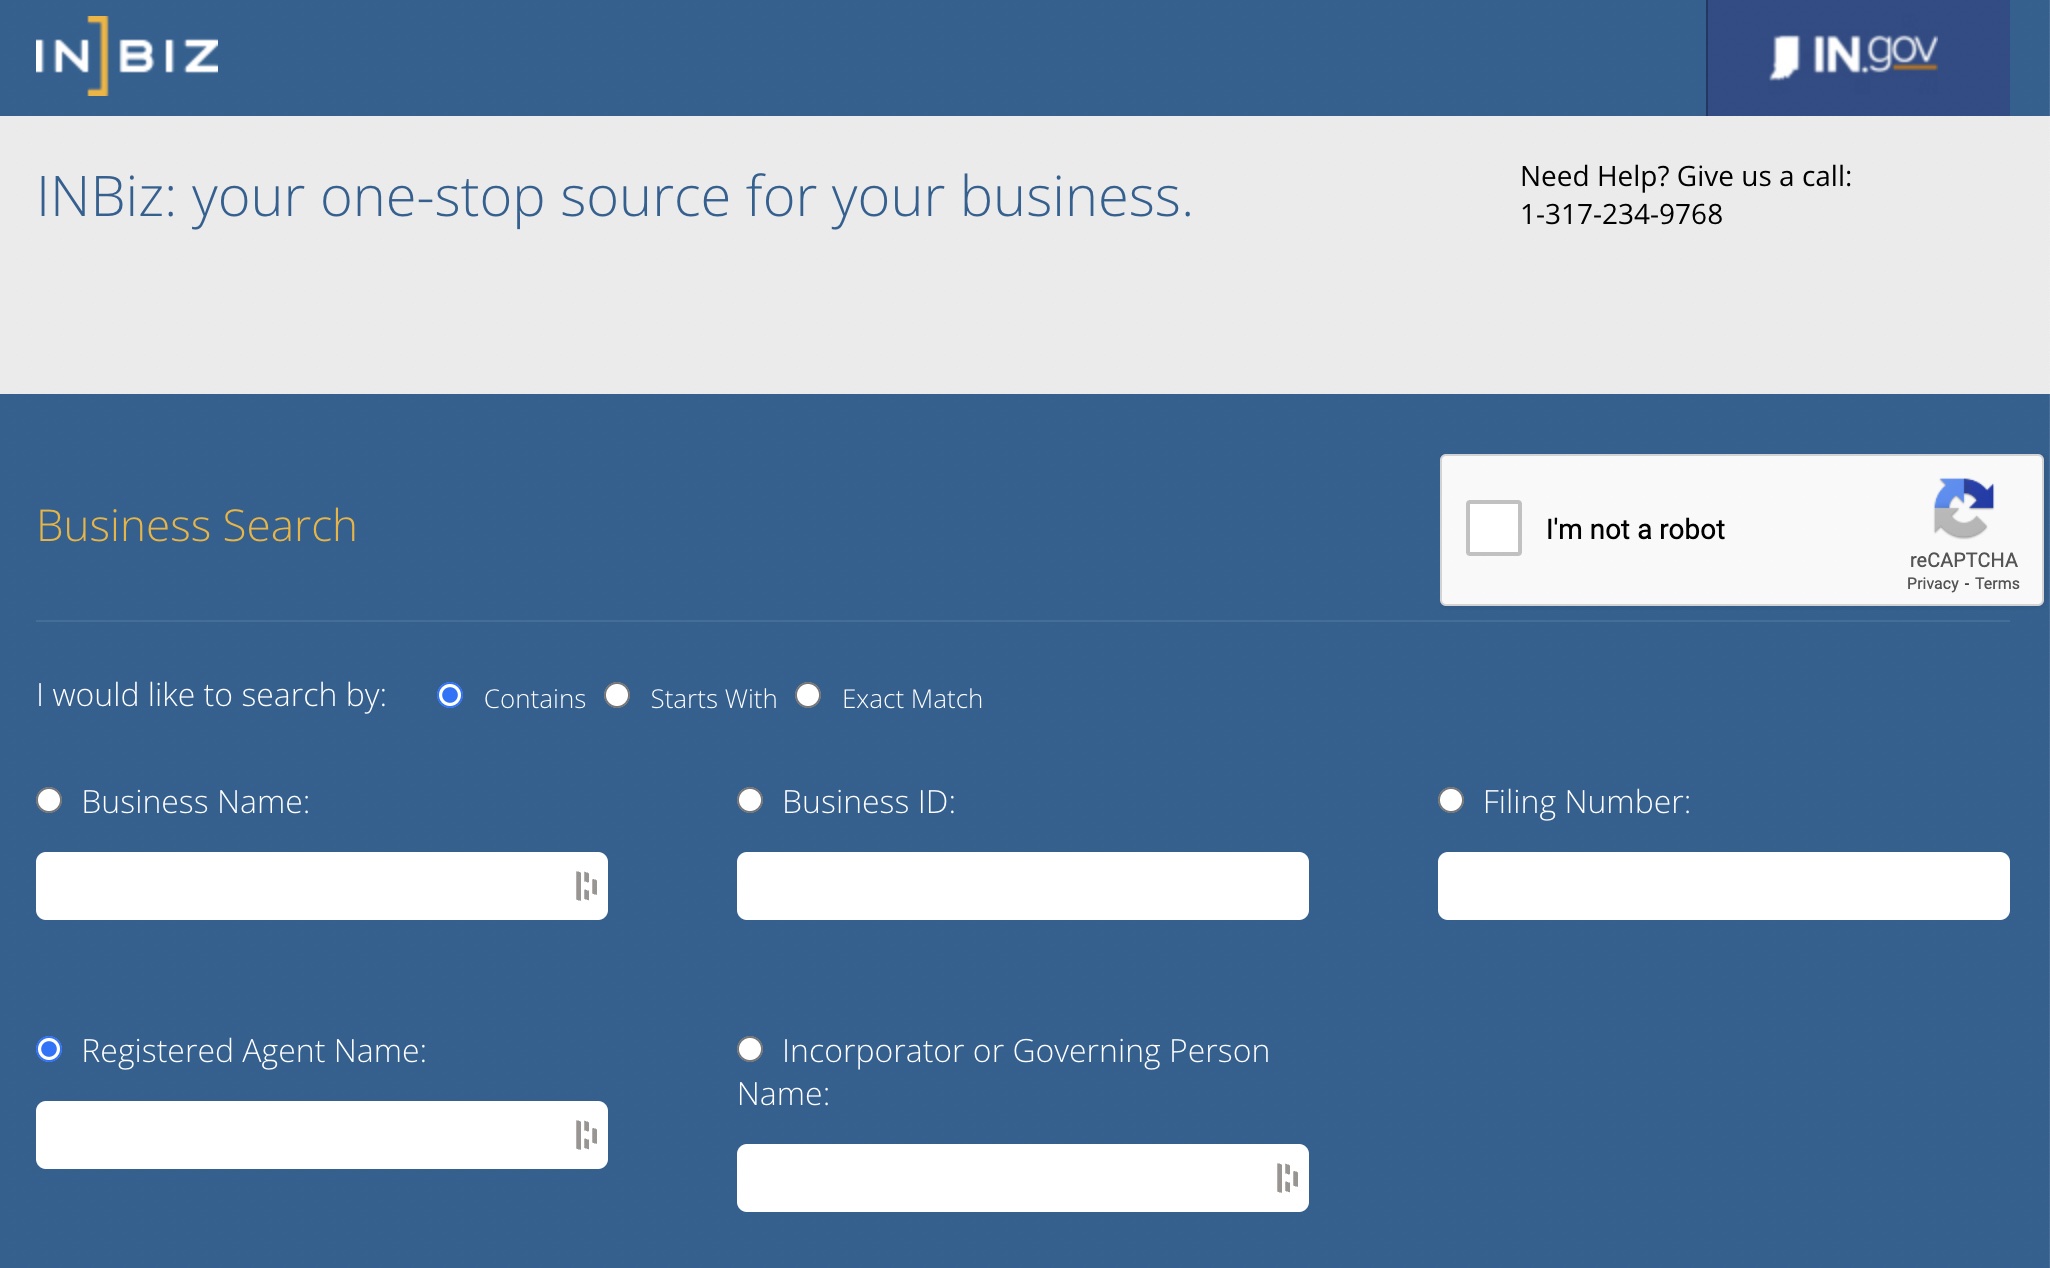 IN]BIZ
IN.gov
INBiz: your one-stop source for your business.
Need Help? Give us a call:
1-317-234-9768
Business Search
I'm not a robot
reCAPTCHA
Privacy - Terms
I would like to search by: Contains Starts With Exact Match
Business Name: Business ID: Filing Number:
Registered Agent Name: Incorporator or Governing Person
Name: